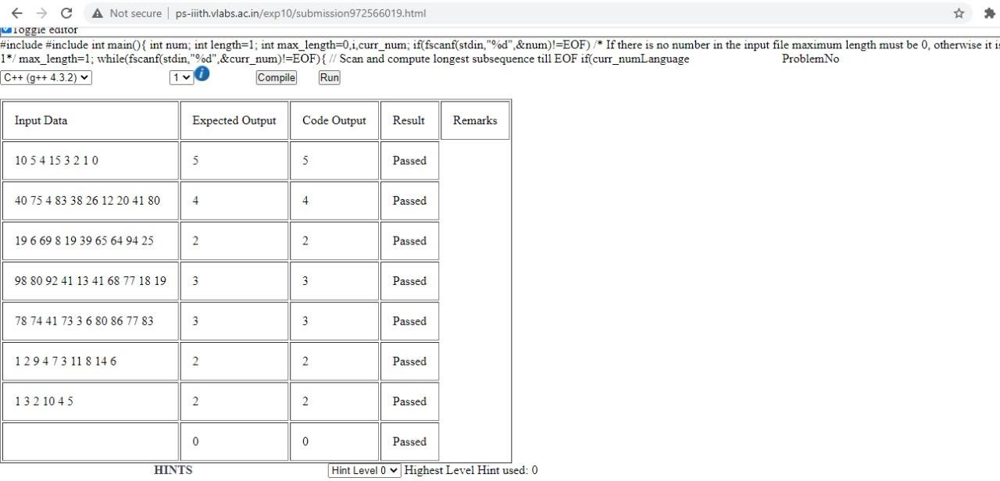 Not secure | ps-iiith.vlabs.ac.in/exp10/submission972566019.html
Toggle editor
#include #include int main(){ int num; int length=1; int max_length=0,i,curr_num; if(fscanf(stdin,"%d",&num)!=EOF) /* If there is no number in the input file maximum length must be 0, otherwise it is
1*/ max_length=1; while(fscanf(stdin,"%d",&curr_num)!=EOF){ // Scan and compute longest subsequence till EOF if(curr_numLanguage ProblemNo
C++ (g++ 4.3.2) 1 i Compile Run
Input Data Expected Output Code Output Result Remarks
10 5 4 15 3 2 1 0 5 5 Passed
40 75 4 83 38 26 12 20 41 80 4 4 Passed
19 6 69 8 19 39 65 64 94 25 2 2 Passed
98 80 92 41 13 41 68 77 18 19 3 3 Passed
78 74 41 73 3 6 80 86 77 83 3 3 Passed
1 2 9 4 7 3 11 8 14 6 2 2 Passed
1 3 2 10 4 5 2 2 Passed
0 0 Passed
HINTS Hint Level 0 Highest Level Hint used: 0